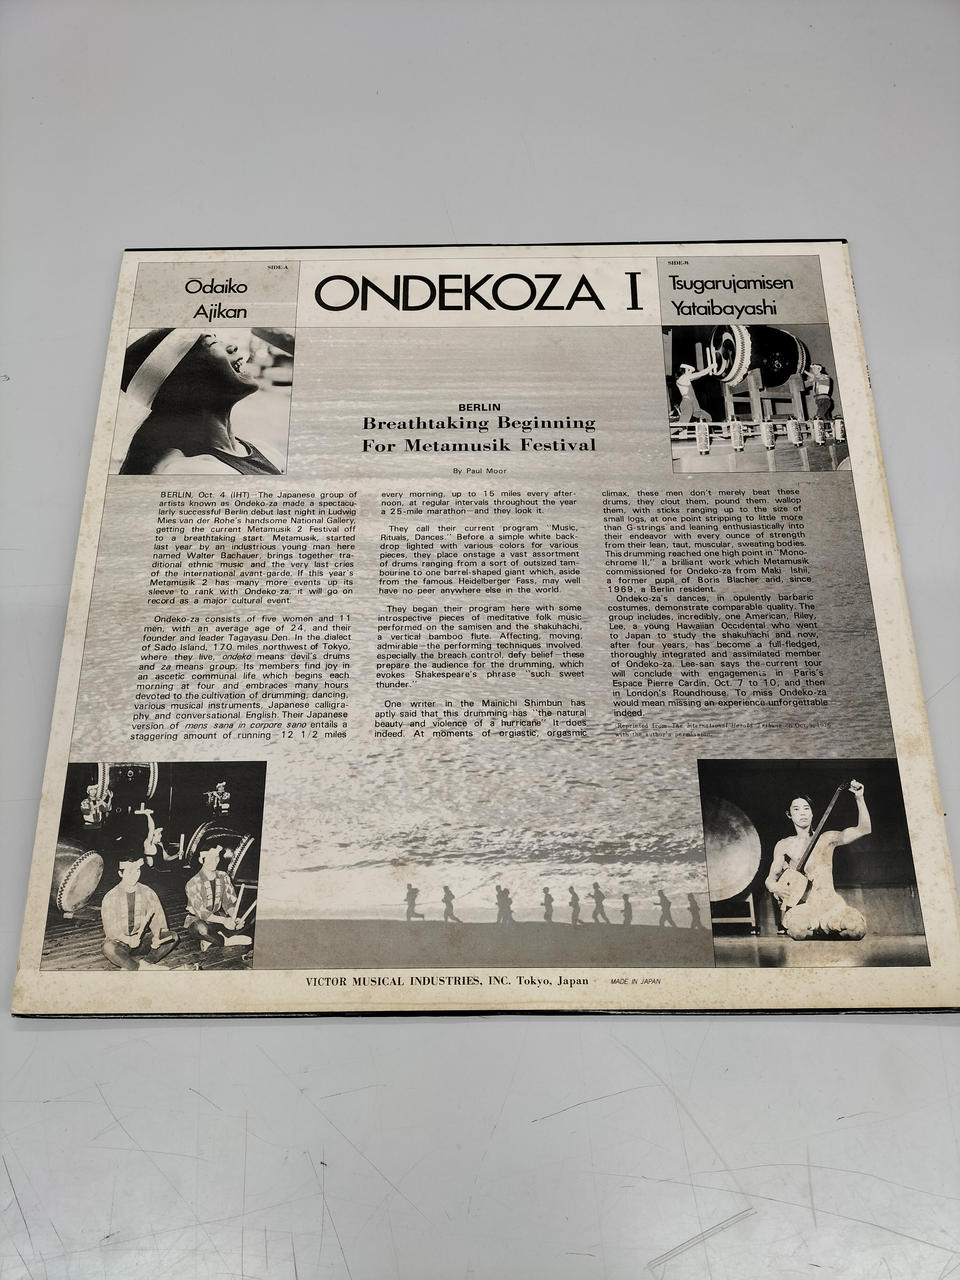 SIDE-A
Ōdaiko
Ajikan
ONDEKOZA I
SIDE-B
Tsugarujamisen
Yataibayashi
BERLIN
Breathtaking Beginning
For Metamusik Festival
By Paul Moor
BERLIN, Oct. 4 (IHT)—The Japanese group of
artists known as Ondeko-za made a spectacu-
larly successful Berlin debut last night in Ludwig
Mies van der Rohe's handsome National Gallery,
getting the current Metamusik 2 Festival off
to a breathtaking start. Metamusik, started
last year by an industrious young man here
named Walter Bachauer, brings together tra-
ditional ethnic music and the very last cries
of the international avant-garde. If this year's
Metamusik 2 has many more events up its
sleeve to rank with Ondeko-za, it will go on
record as a major cultural event.
Ondeko-za consists of five women and 11
men, with an average age of 24, and their
founder and leader Tagayasu Den. In the dialect
of Sado Island, 170 miles northwest of Tokyo,
where they live, ondeko means devil's drums
and za means group. Its members find joy in
an ascetic communal life which begins each
morning at four and embraces many hours
devoted to the cultivation of drumming, dancing,
various musical instruments, Japanese calligra-
phy and conversational English. Their Japanese
version of mens sana in corpore sano entails a
staggering amount of running—12 1/2 miles
every morning, up to 15 miles every after-
noon, at regular intervals throughout the year
a 25-mile marathon—and they look it.
They call their current program "Music,
Rituals, Dances." Before a simple white back-
drop lighted with various colors for various
pieces, they place onstage a vast assortment
of drums ranging from a sort of outsized tam-
bourine to one barrel-shaped giant which, aside
from the famous Heidelberger Fass, may well
have no peer anywhere else in the world.
They began their program here with some
introspective pieces of meditative folk music
performed on the samisen and the shakuhachi,
a vertical bamboo flute. Affecting, moving,
admirable—the performing techniques involved.
especially the breach control, defy belief—these
prepare the audience for the drumming, which
evokes Shakespeare's phrase "such sweet
thunder."
One writer in the Mainichi Shimbun has
aptly said that this drumming has "the natural
beauty and violence of a hurricane" It does
indeed. At moments of orgiastic, orgasmic
climax, these men don't merely beat these
drums, they clout them, pound them, wallop
them, with sticks ranging up to the size of
small logs, at one point stripping to little more
than G-strings and leaning enthusiastically into
their endeavor with every ounce of strength
from their lean, taut, muscular, sweating bodies.
This drumming reached one high point in "Mono-
chrome II," a brilliant work which Metamusik
commissioned for Ondeko-za from Maki Ishii,
a former pupil of Boris Blacher and, since
1969, a Berlin resident.
Ondeko-za's dances, in opulently barbaric
costumes, demonstrate comparable quality. The
group includes, incredibly, one American, Riley,
Lee, a young Hawaiian Occidental who went
to Japan to study the shakuhachi and now,
after four years, has become a full-fledged,
thoroughly integrated and assimilated member
of Ondeko-za. Lee-san says the current tour
will conclude with engagements in Paris's
Espace Pierre Cardin, Oct. 7 to 10, and then
in London's Roundhouse. To miss Ondeko-za
would mean missing an experience unforgettable
indeed.
Reprinted from The International Herald Tribune on Oct.
with the author's permission.
VICTOR MUSICAL INDUSTRIES, INC. Tokyo, Japan MADE IN JAPAN